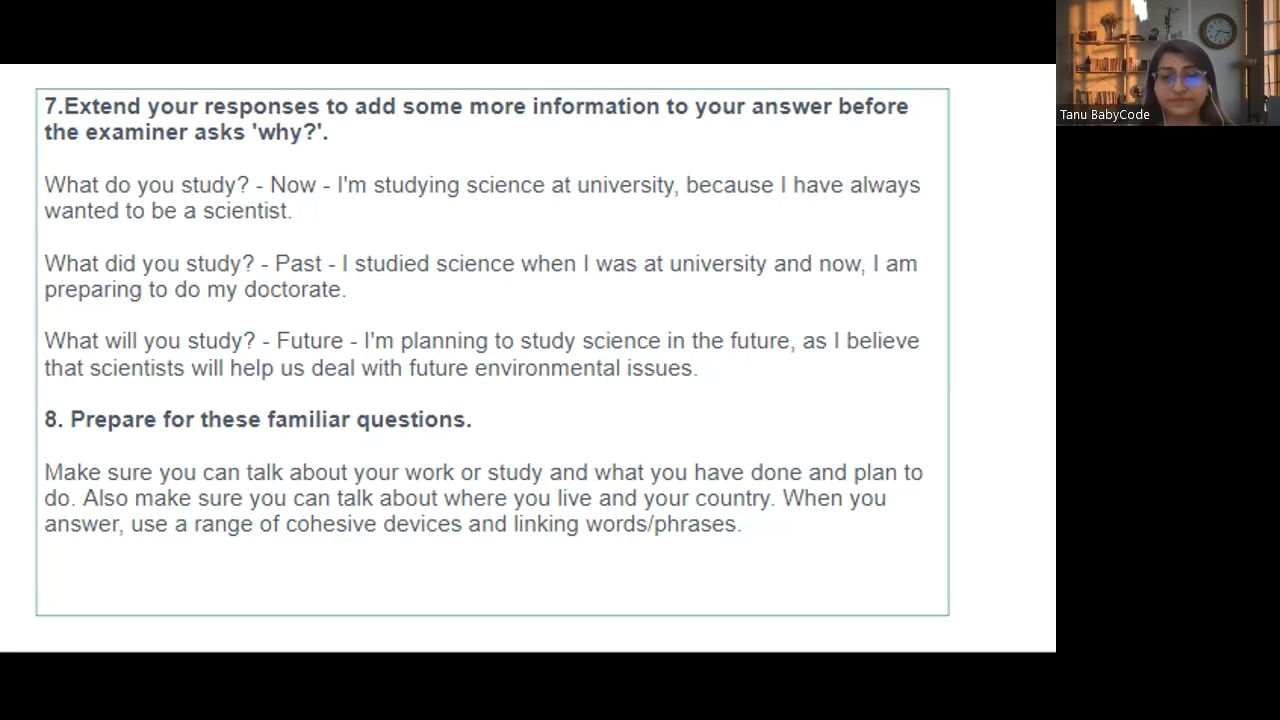 7.Extend your responses to add some more information to your answer before
the examiner asks 'why?'.
What do you study? - Now - I'm studying science at university, because I have always
wanted to be a scientist.
What did you study? - Past - I studied science when I was at university and now, I am
preparing to do my doctorate.
What will you study? - Future - I'm planning to study science in the future, as I believe
that scientists will help us deal with future environmental issues.
8. Prepare for these familiar questions.
Make sure you can talk about your work or study and what you have done and plan to
do. Also make sure you can talk about where you live and your country. When you
answer, use a range of cohesive devices and linking words/phrases.
Tanu BabyCode